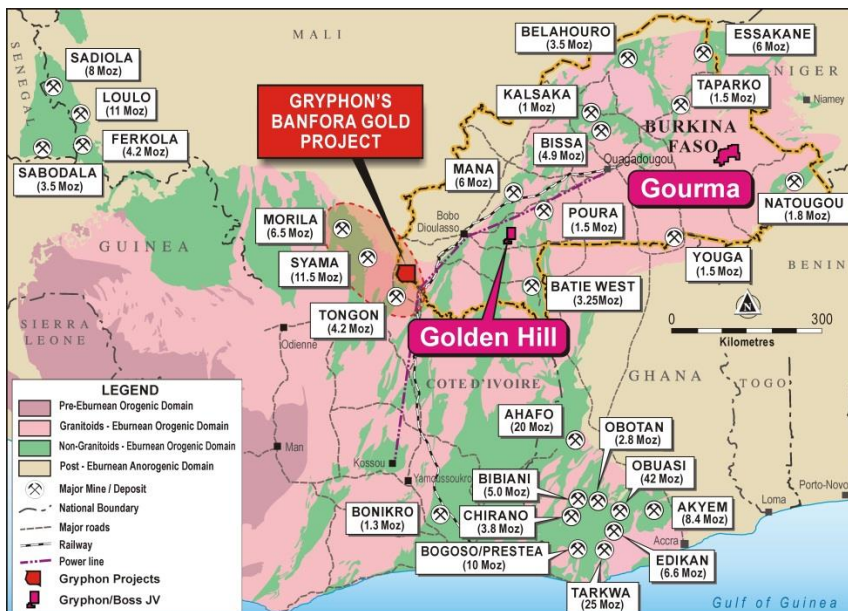 MALI
SENEGAL
SADIOLA
(8 Moz)
LOULO
(11 Moz)
FERKOLA
(4.2 Moz)
SABODALA
(3.5 Moz)
GRYPHON'S
BANFORA GOLD
PROJECT
BELAHOURO
(3.5 Moz)
ESSAKANE
(6 Moz)
NIGER
Niamey
KALSAKA
(1 Moz)
TAPARKO
(1.5 Moz)
BISSA
(4.9 Moz)
BURKINA
FASO
Ouagadougou
MANA
(6 Moz)
Gourma
Bobo
Dioulasso
POURA
(1.5 Moz)
NATOUGOU
(1.8 Moz)
MORILA
(6.5 Moz)
GUINEA
SYAMA
(11.5 Moz)
YOUGA
(1.5 Moz)
BENIN
BATIE WEST
(3.25Moz)
TONGON
(4.2 Moz)
Golden Hill
N
0
300
Kilometres
SIERRA
LEONE
Odienne
COTE D'IVOIRE
GHANA
TOGO
LEGEND
Pre-Eburnean Orogenic Domain
Granitoids - Eburnean Orogenic Domain
Non-Granitoids - Eburnean Orogenic Domain
Post - Eburnean Anorogenic Domain
Major Mine / Deposit
National Boundary
Major roads
Railway
Power line
Gryphon Projects
Gryphon/Boss JV
Man
Kossou
Yamoussoukro
AHAFO
(20 Moz)
OBOTAN
(2.8 Moz)
BIBIANI
(5.0 Moz)
OBUASI
(42 Moz)
BONIKRO
(1.3 Moz)
CHIRANO
(3.8 Moz)
AKYEM
(8.4 Moz)
Loma
Porto-Novo
Accra
BOGOSO/PRESTEA
(10 Moz)
EDIKAN
(6.6 Moz)
TARKWA
(25 Moz)
Gulf of Guinea